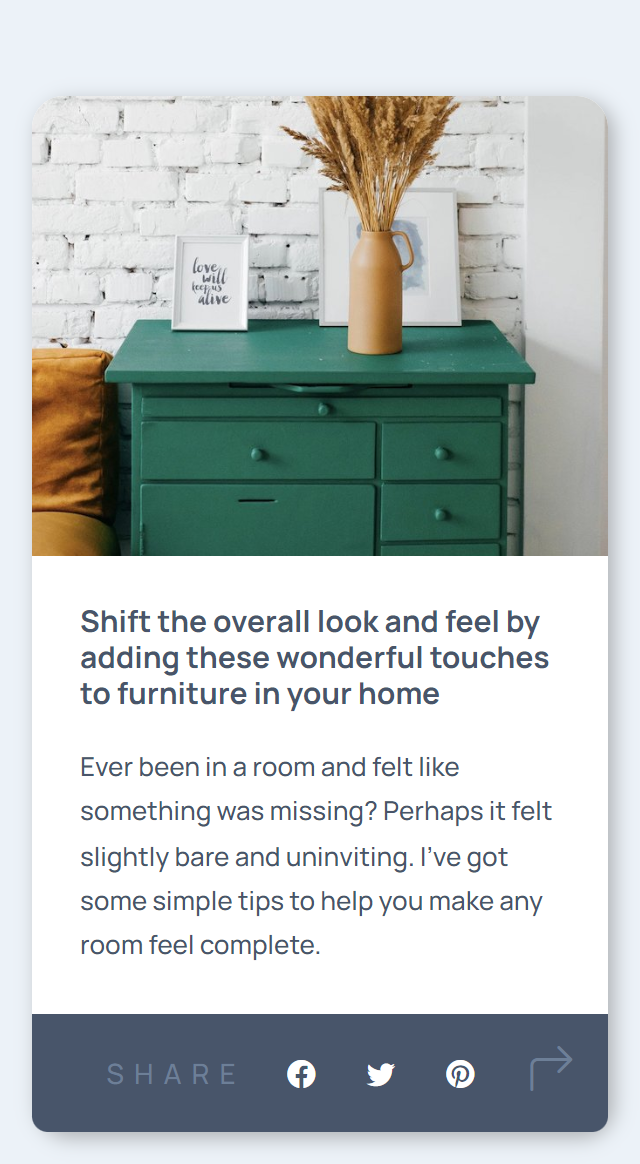 love
will
keep us
alive
Shift the overall look and feel by
adding these wonderful touches
to furniture in your home
Ever been in a room and felt like
something was missing? Perhaps it felt
slightly bare and uninviting. I’ve got
some simple tips to help you make any
room feel complete.
SHARE